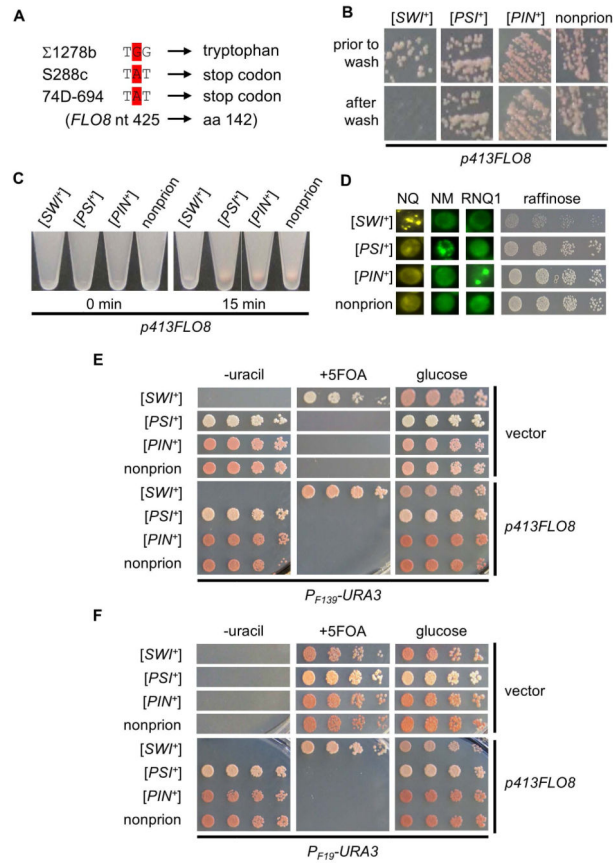 A
Σ1278b TGG tryptophan
S288c TAT stop codon
74D-694 TAT stop codon
(FLO8 nt 425 aa 142)
B
[SWI+] [PSI+] [PIN+] nonprion
prior to wash
after wash
p413FLO8
C
[SWI+] [PSI+] [PIN+] nonprion [SWI+] [PSI+] [PIN+] nonprion
0 min 15 min
p413FLO8
D
NQ NM RNQ1 raffinose
[SWI+]
[PSI+]
[PIN+]
nonprion
E
-uracil +5FOA glucose
[SWI+]
[PSI+]
[PIN+]
nonprion
vector
[SWI+]
[PSI+]
[PIN+]
nonprion
p413FLO8
PF139-URA3
F
-uracil +5FOA glucose
[SWI+]
[PSI+]
[PIN+]
nonprion
vector
[SWI+]
[PSI+]
[PIN+]
nonprion
p413FLO8
PF19-URA3